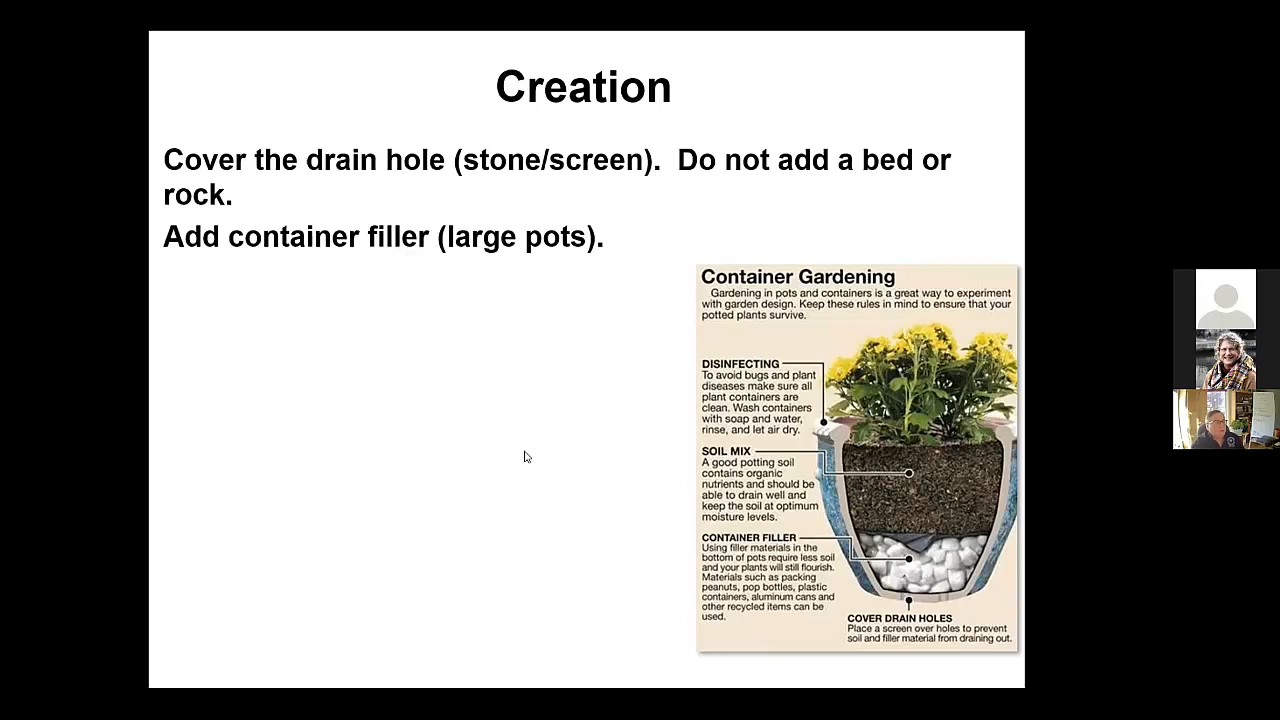 Creation
Cover the drain hole (stone/screen).  Do not add a bed or
rock.
Add container filler (large pots).
Container Gardening
Gardening in pots and containers is a great way to experiment
with garden design. Keep these rules in mind to ensure that your
potted plants survive.
DISINFECTING
To avoid bugs and plant
diseases make sure all
plant containers are
clean. Wash containers
with soap and water,
rinse, and let air dry.
SOIL MIX
A good potting soil
contains organic
nutrients and should be
able to drain well and
keep the soil at optimum
moisture levels.
CONTAINER FILLER
Using filler materials in the
bottom of pots require less soil
and your plants will still flourish.
Materials such as packing
peanuts, pop bottles, plastic
containers, aluminum cans and
other recycled items can be
used.
COVER DRAIN HOLES
Place a screen over holes to prevent
soil and filler material from draining out.